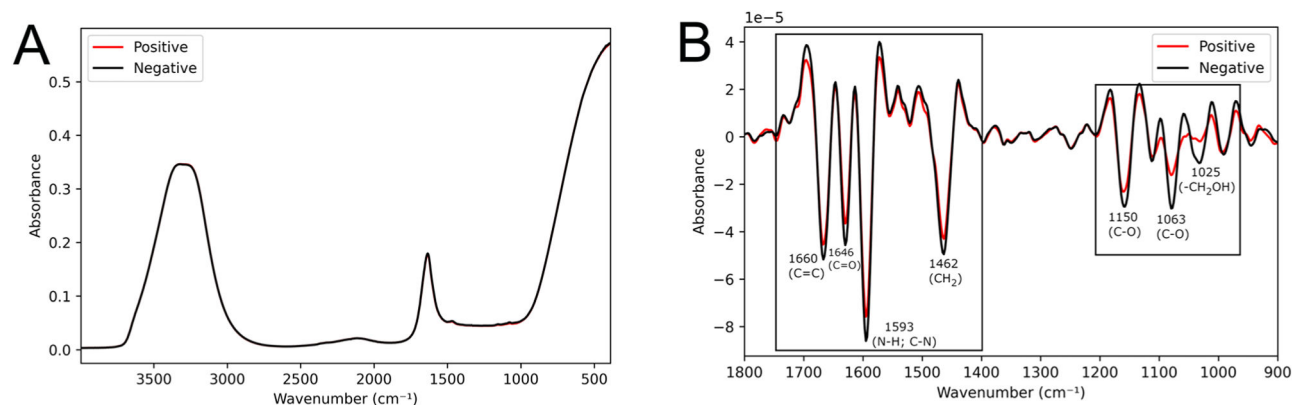 A
Positive
Negative
0.5
0.4
0.3
0.2
0.1
0.0
Absorbance
3500 3000 2500 2000 1500 1000 500
Wavenumber (cm⁻¹)
B
1e−5
Positive
Negative
4
2
0
−2
−4
−6
−8
Absorbance
1660
(C=C)
1646
(C=O)
1593
(N-H; C-N)
1462
(CH₂)
1150
(C-O)
1063
(C-O)
1025
(-CH₂OH)
1800 1700 1600 1500 1400 1300 1200 1100 1000 900
Wavenumber (cm⁻¹)